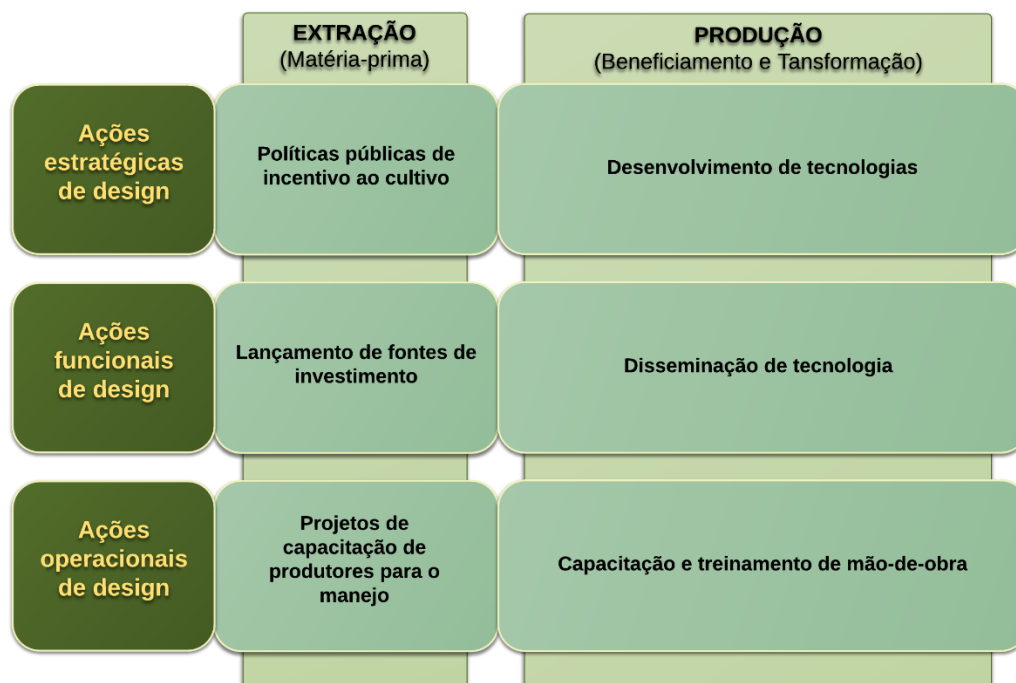 EXTRAÇÃO
(Matéria-prima)
PRODUÇÃO
(Beneficiamento e Tansformação)
Ações
estratégicas
de design
Políticas públicas de
incentivo ao cultivo
Desenvolvimento de tecnologias
Ações
funcionais
de design
Lançamento de fontes de
investimento
Disseminação de tecnologia
Ações
operacionais
de design
Projetos de
capacitação de
produtores para o
manejo
Capacitação e treinamento de mão-de-obra